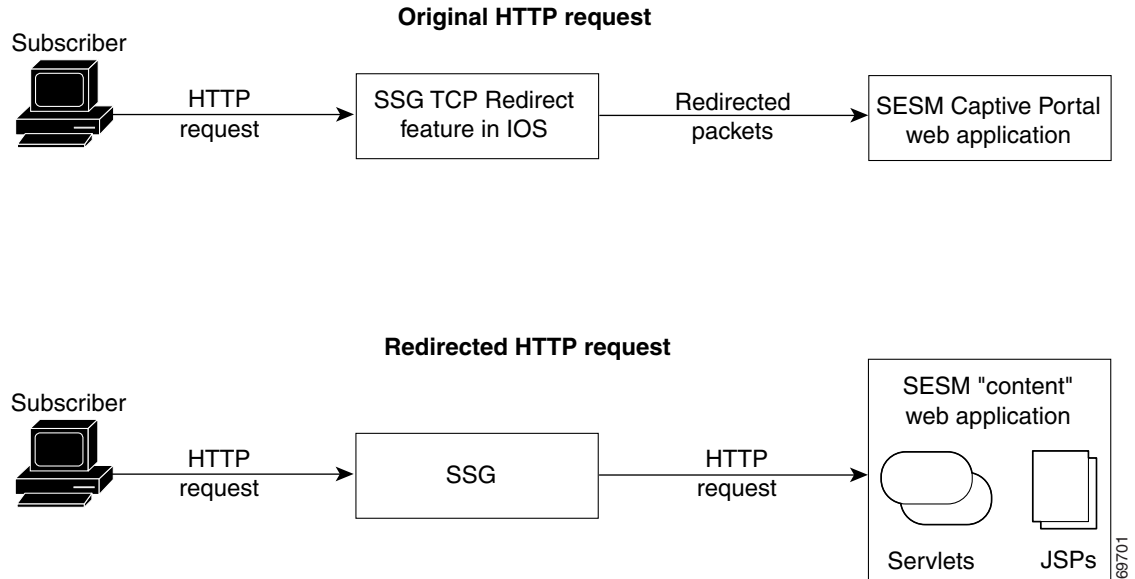 Original HTTP request
Subscriber
HTTP
request
SSG TCP Redirect
feature in IOS
Redirected
packets
SESM Captive Portal
web application
Redirected HTTP request
Subscriber
HTTP
request
SSG
HTTP
request
SESM "content"
web application
Servlets
JSPs
69701